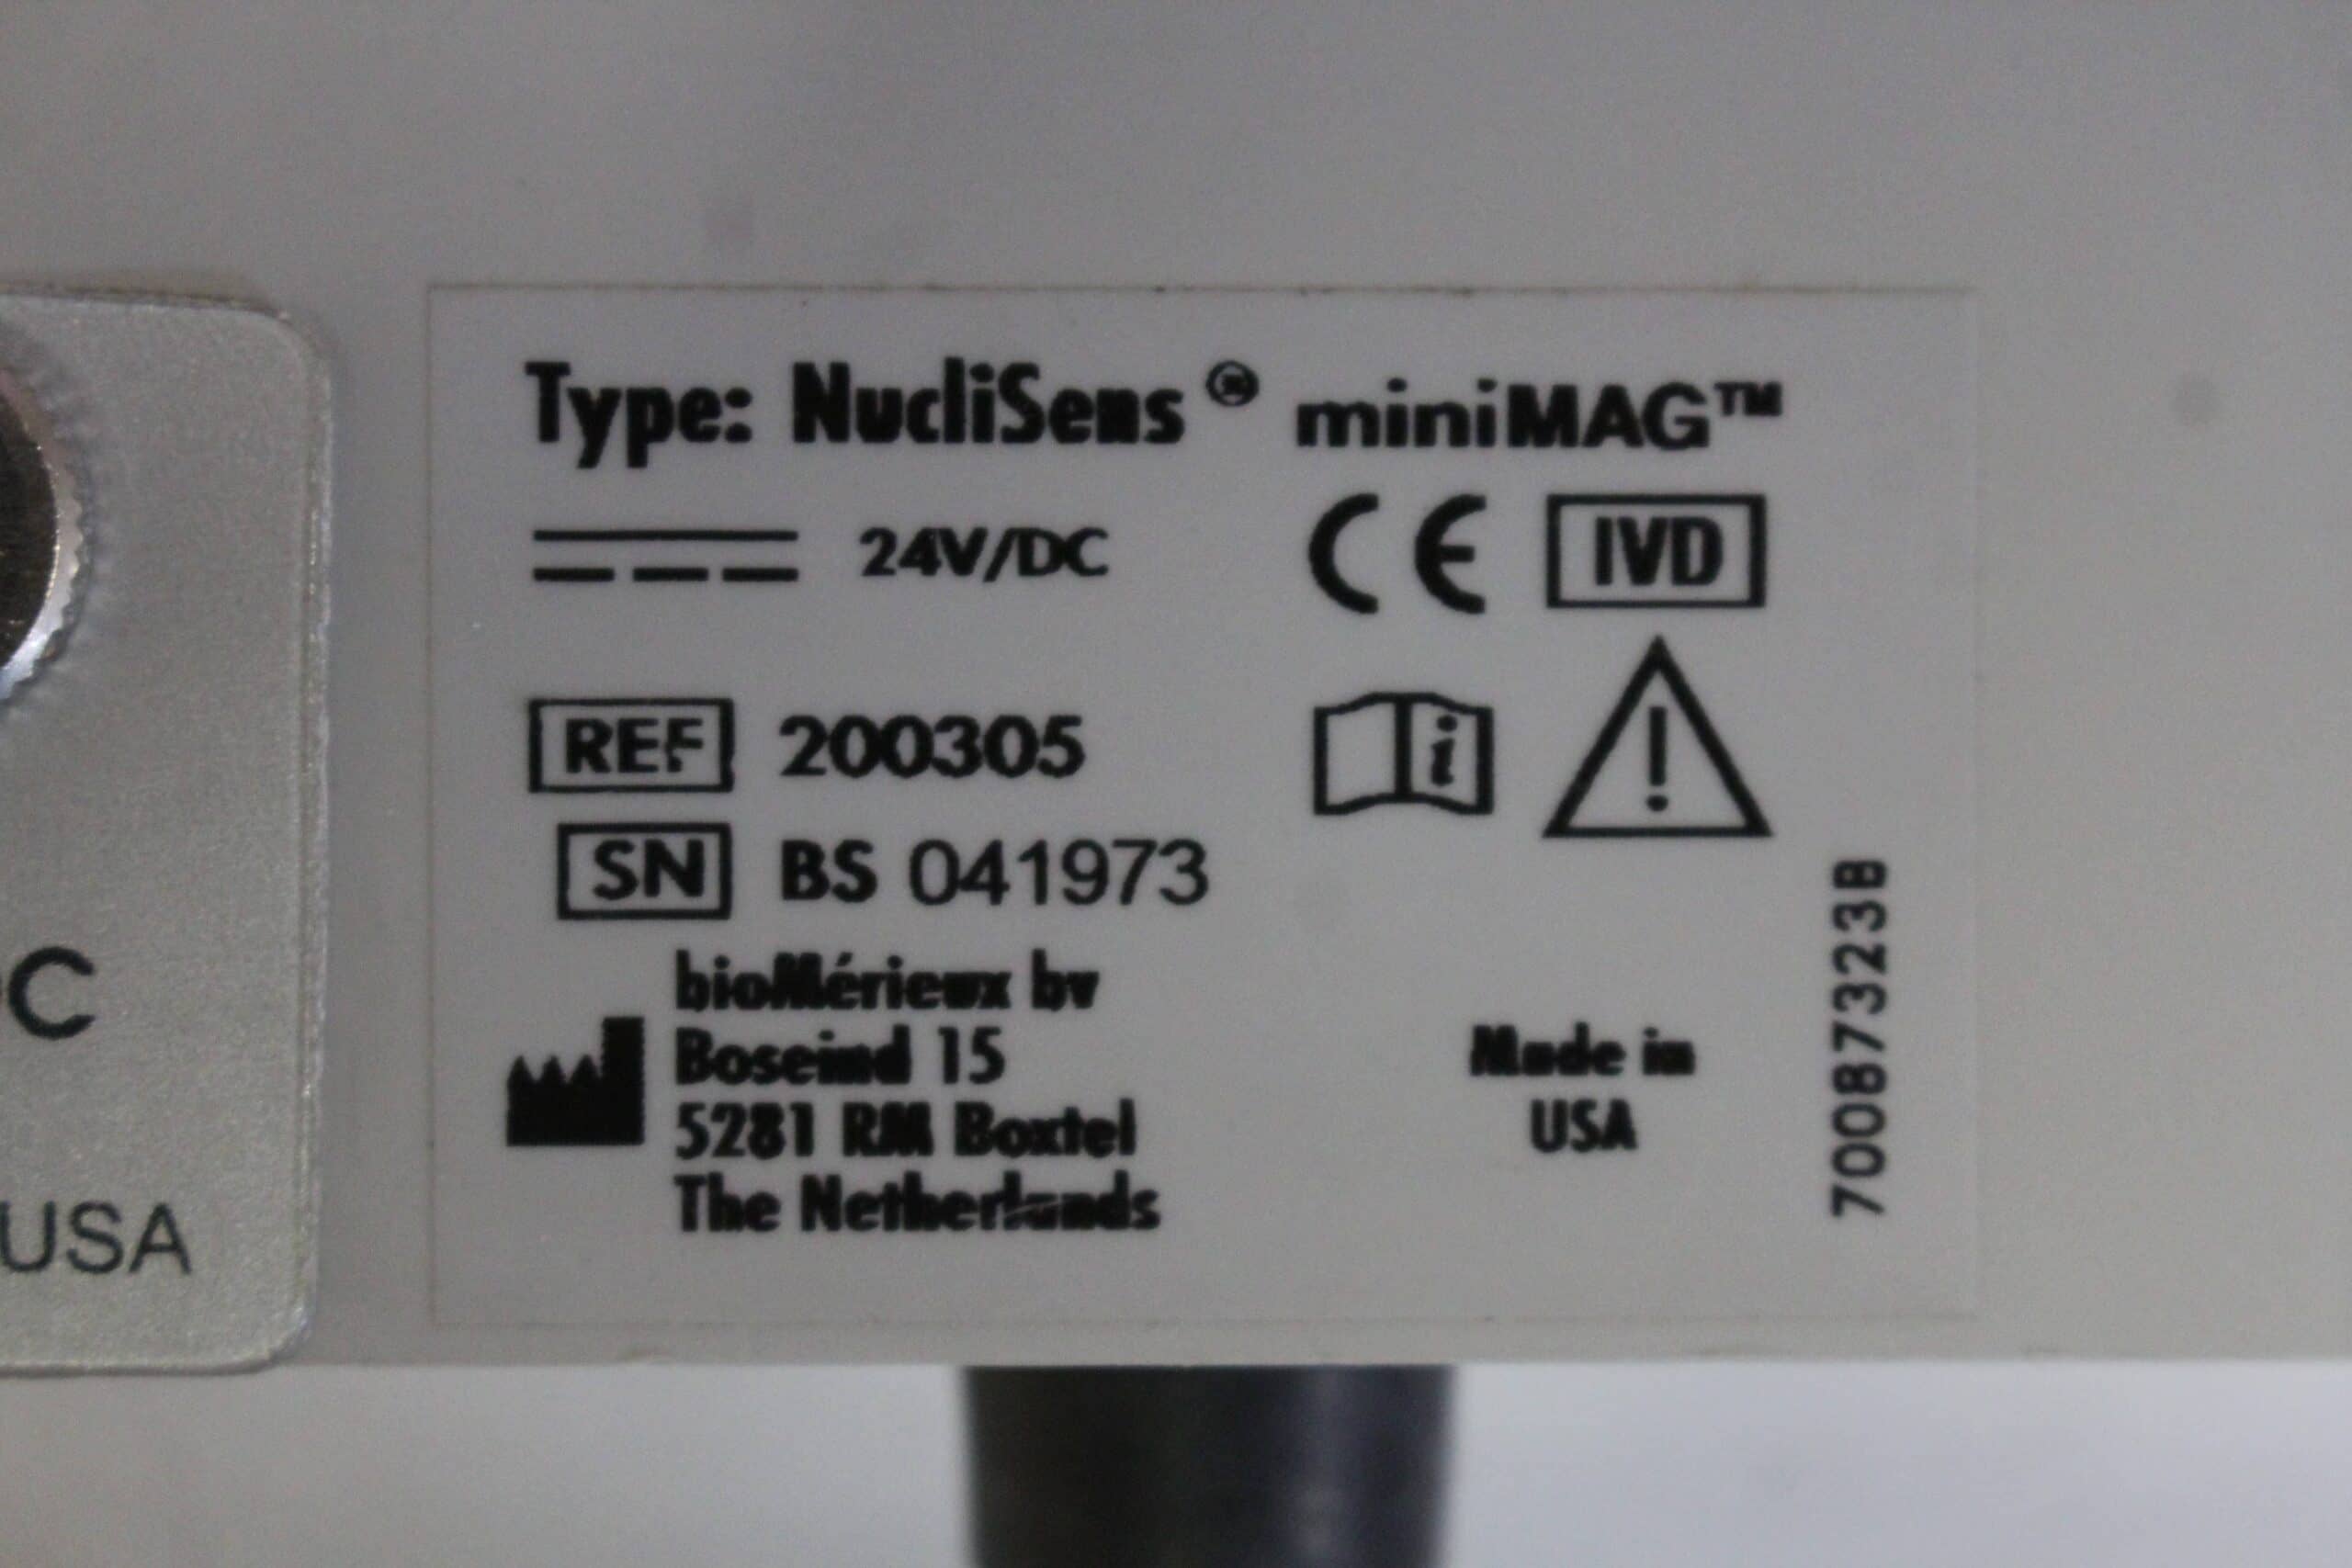 Type: NucliSens® miniMAG™
24V/DC CE IVD
REF 200305
SN BS 041973
bioMérieux bv
Boseind 15
5281 RM Boxtel
The Netherlands
Made in
USA
70087323B
C
USA